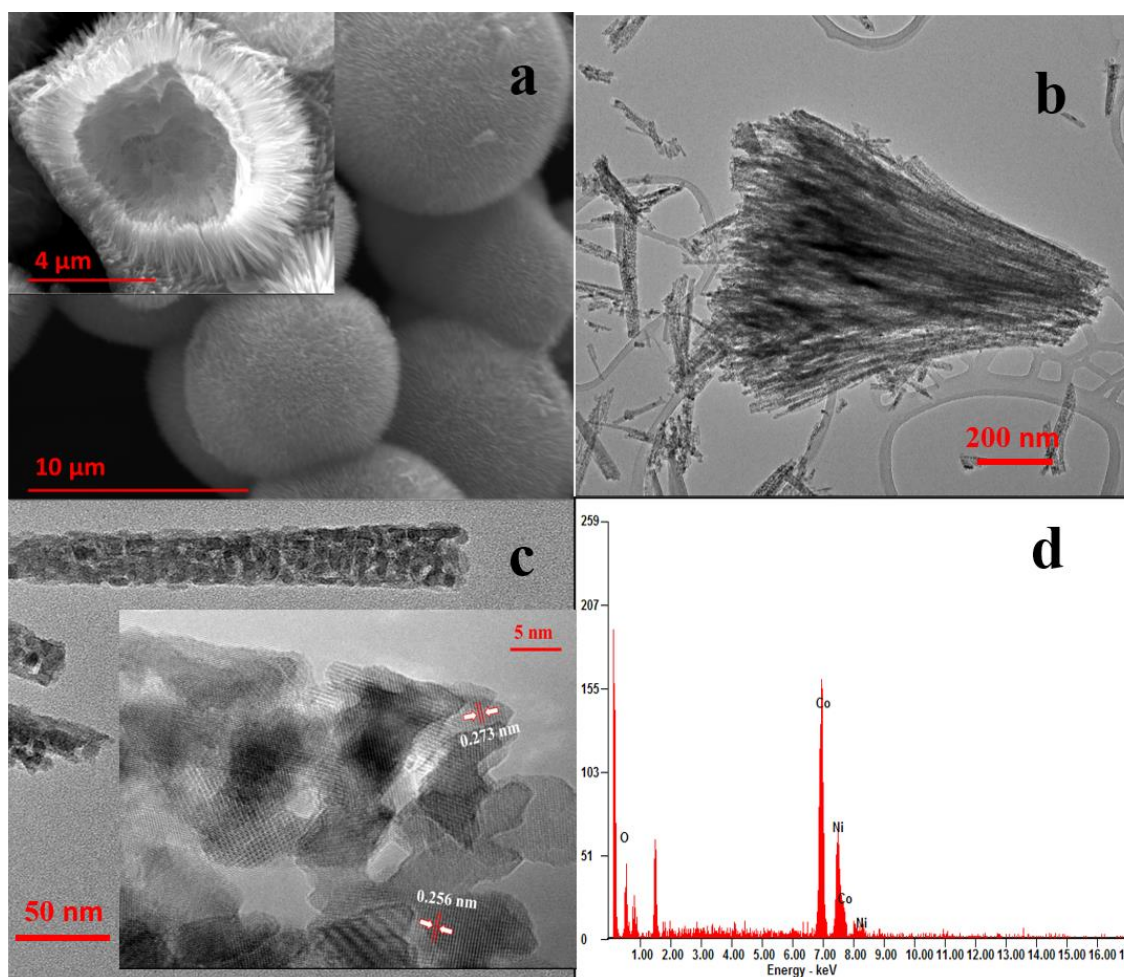 a
4 μm
10 μm
b
200 nm
c
5 nm
0.273 nm
0.256 nm
50 nm
d
259
207
155
103
51
0
O
Co
Ni
Co
Ni
1.00 2.00 3.00 4.00 5.00 6.00 7.00 8.00 9.00 10.00 11.00 12.00 13.00 14.00 15.00 16.00
Energy - keV